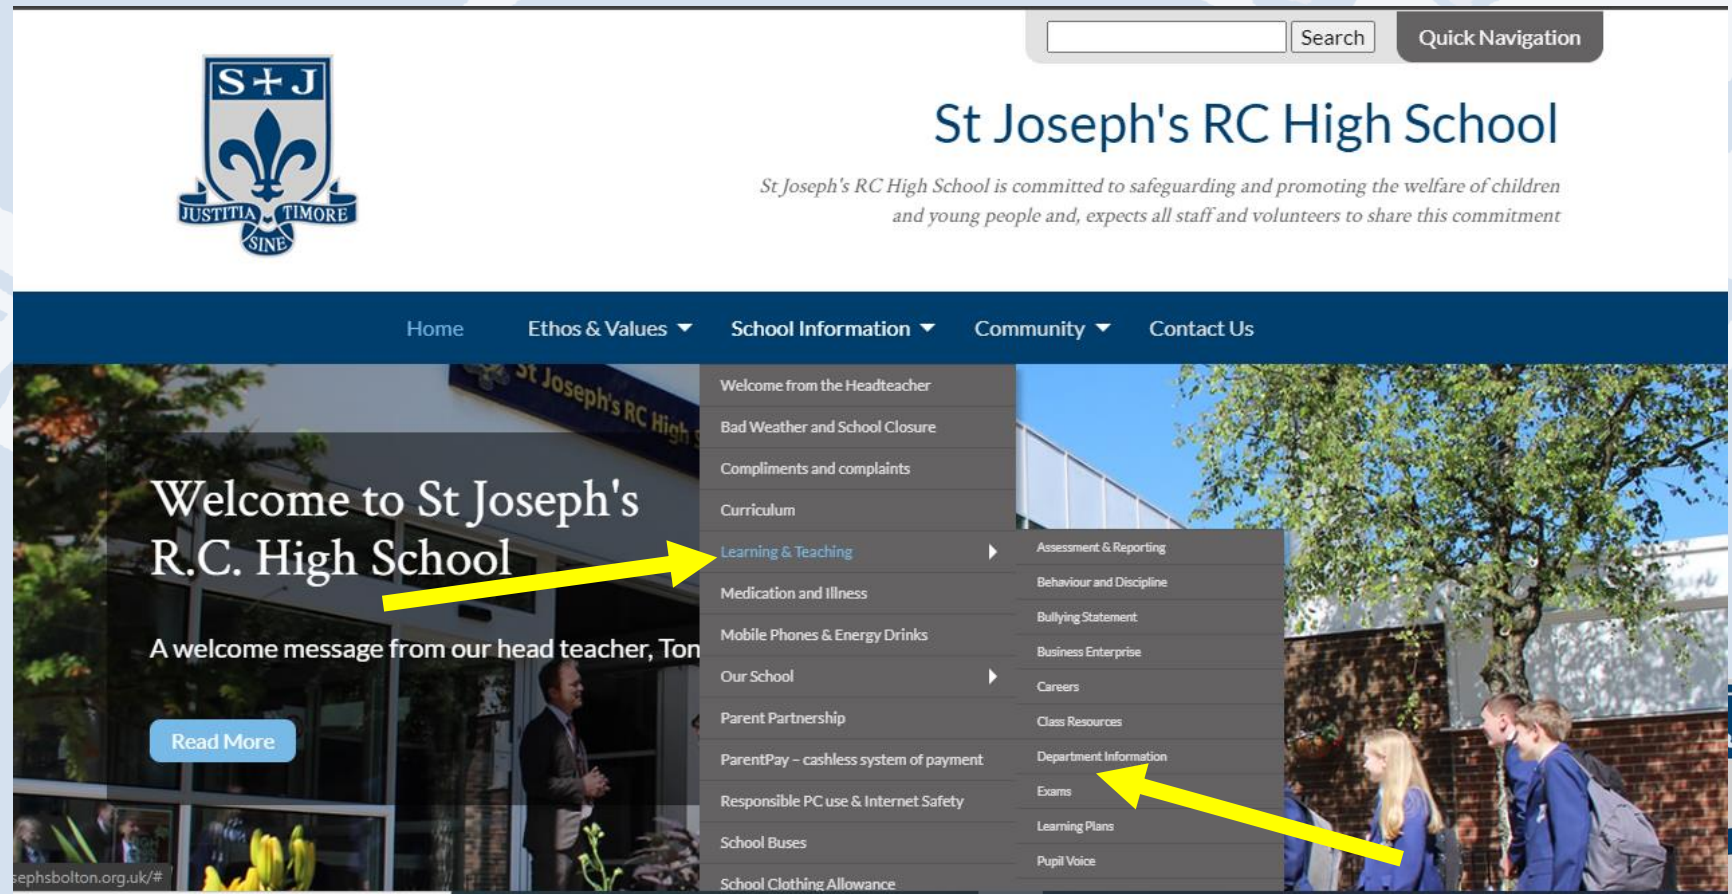 Search
Quick Navigation
S J
JUSTITIA TIMORE
SINE
St Joseph's RC High School
St Joseph's RC High School is committed to safeguarding and promoting the welfare of children
and young people and, expects all staff and volunteers to share this commitment
Home
Ethos & Values
School Information
Community
Contact Us
St Joseph's RC High
Welcome to St Joseph's
R.C. High School
A welcome message from our head teacher, Ton
Read More
Welcome from the Headteacher
Bad Weather and School Closure
Compliments and complaints
Curriculum
Learning & Teaching
Medication and Illness
Mobile Phones & Energy Drinks
Our School
Parent Partnership
ParentPay – cashless system of payment
Responsible PC use & Internet Safety
School Buses
School Clothing Allowance
Assessment & Reporting
Behaviour and Discipline
Bullying Statement
Business Enterprise
Careers
Class Resources
Department Information
Exams
Learning Plans
Pupil Voice
sephsbolton.org.uk/#